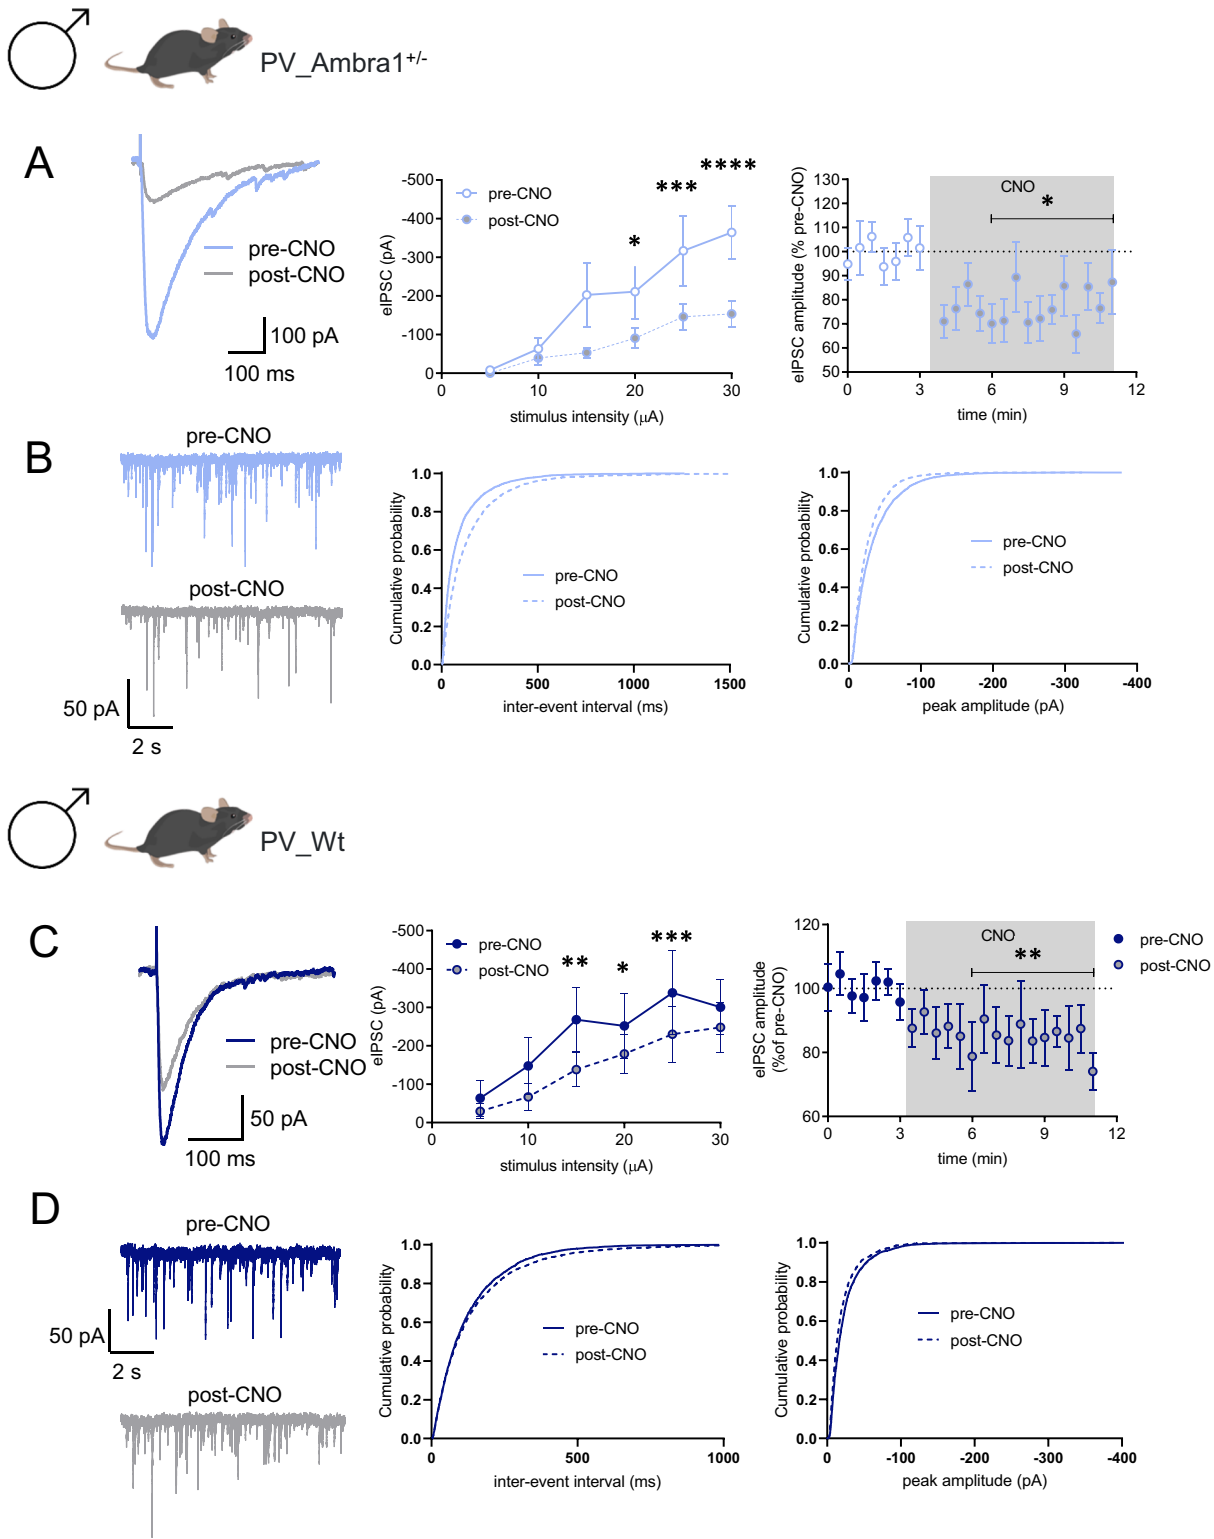 PV_Ambra1+/-
A
pre-CNO
post-CNO
100 pA
100 ms
eIPSC (pA)
-500
-400
-300
-200
-100
0
0 10 20 30
stimulus intensity (μA)
pre-CNO
post-CNO
* *** ****
eIPSC amplitude (% pre-CNO)
130
120
110
100
90
80
70
60
50
0 3 6 9 12
time (min)
CNO
*
B
pre-CNO
post-CNO
50 pA
2 s
Cumulative probability
1.0
0.8
0.6
0.4
0.2
0.0
0 500 1000 1500
inter-event interval (ms)
pre-CNO
post-CNO
Cumulative probability
1.0
0.8
0.6
0.4
0.2
0.0
0 -100 -200 -300 -400
peak amplitude (pA)
pre-CNO
post-CNO
PV_Wt
C
pre-CNO
post-CNO
50 pA
100 ms
eIPSC (pA)
-500
-400
-300
-200
-100
0
0 10 20 30
stimulus intensity (μA)
pre-CNO
post-CNO
** * ***
eIPSC amplitude
(%of pre-CNO)
120
100
80
60
0 3 6 9 12
time (min)
CNO
**
pre-CNO
post-CNO
D
pre-CNO
50 pA
2 s
post-CNO
Cumulative probability
1.0
0.8
0.6
0.4
0.2
0.0
0 500 1000
inter-event interval (ms)
pre-CNO
post-CNO
Cumulative probability
1.0
0.8
0.6
0.4
0.2
0.0
0 -100 -200 -300 -400
peak amplitude (pA)
pre-CNO
post-CNO